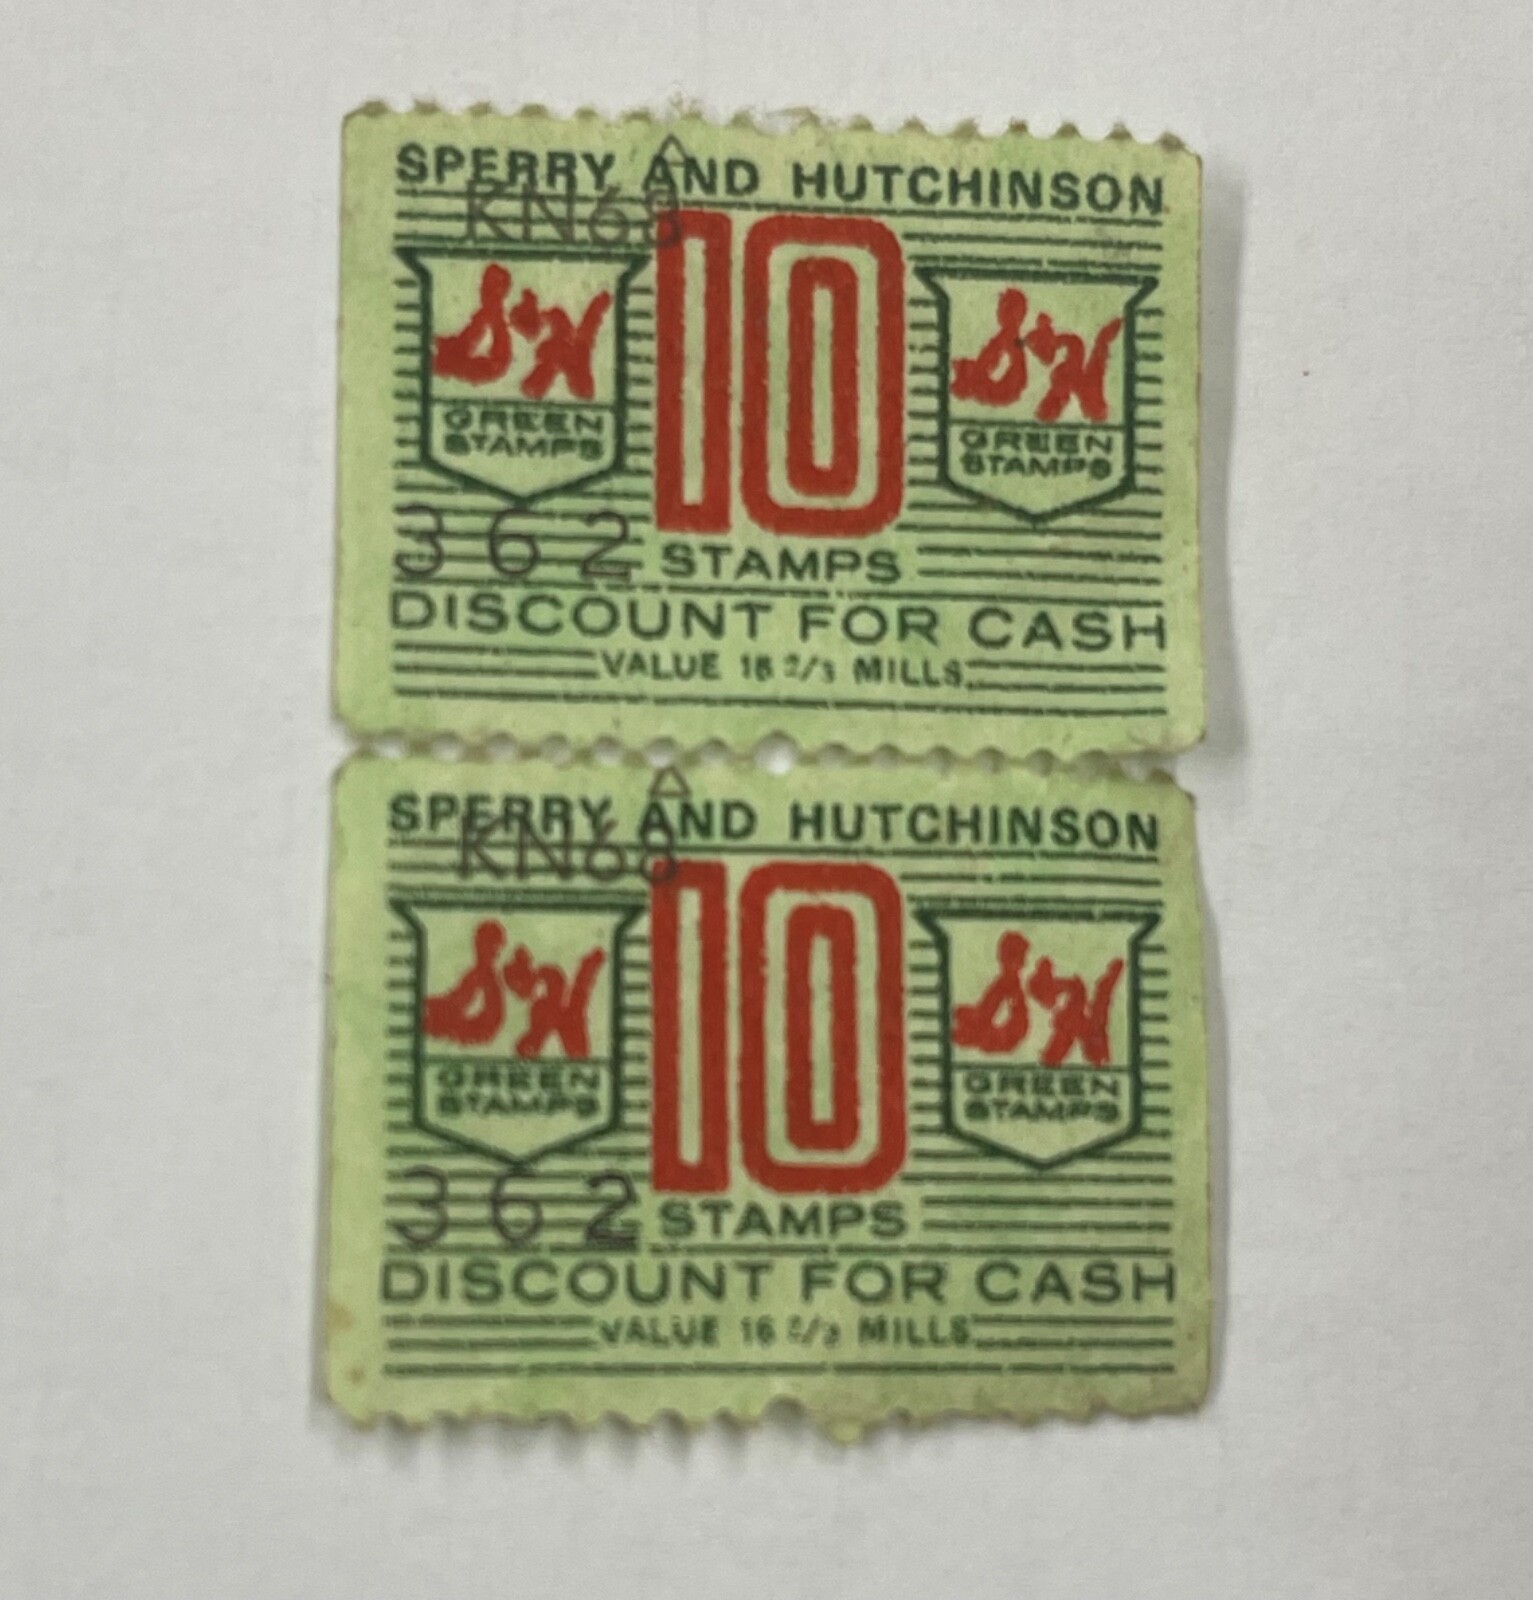 SPERRY AND HUTCHINSON
A
KN68
10
S&H
GREEN
STAMPS
S&H
GREEN
STAMPS
362
STAMPS
DISCOUNT FOR CASH
VALUE 16 2/3 MILLS
SPERRY AND HUTCHINSON
A
KN68
10
S&H
GREEN
STAMPS
S&H
GREEN
STAMPS
362
STAMPS
DISCOUNT FOR CASH
VALUE 16 2/3 MILLS